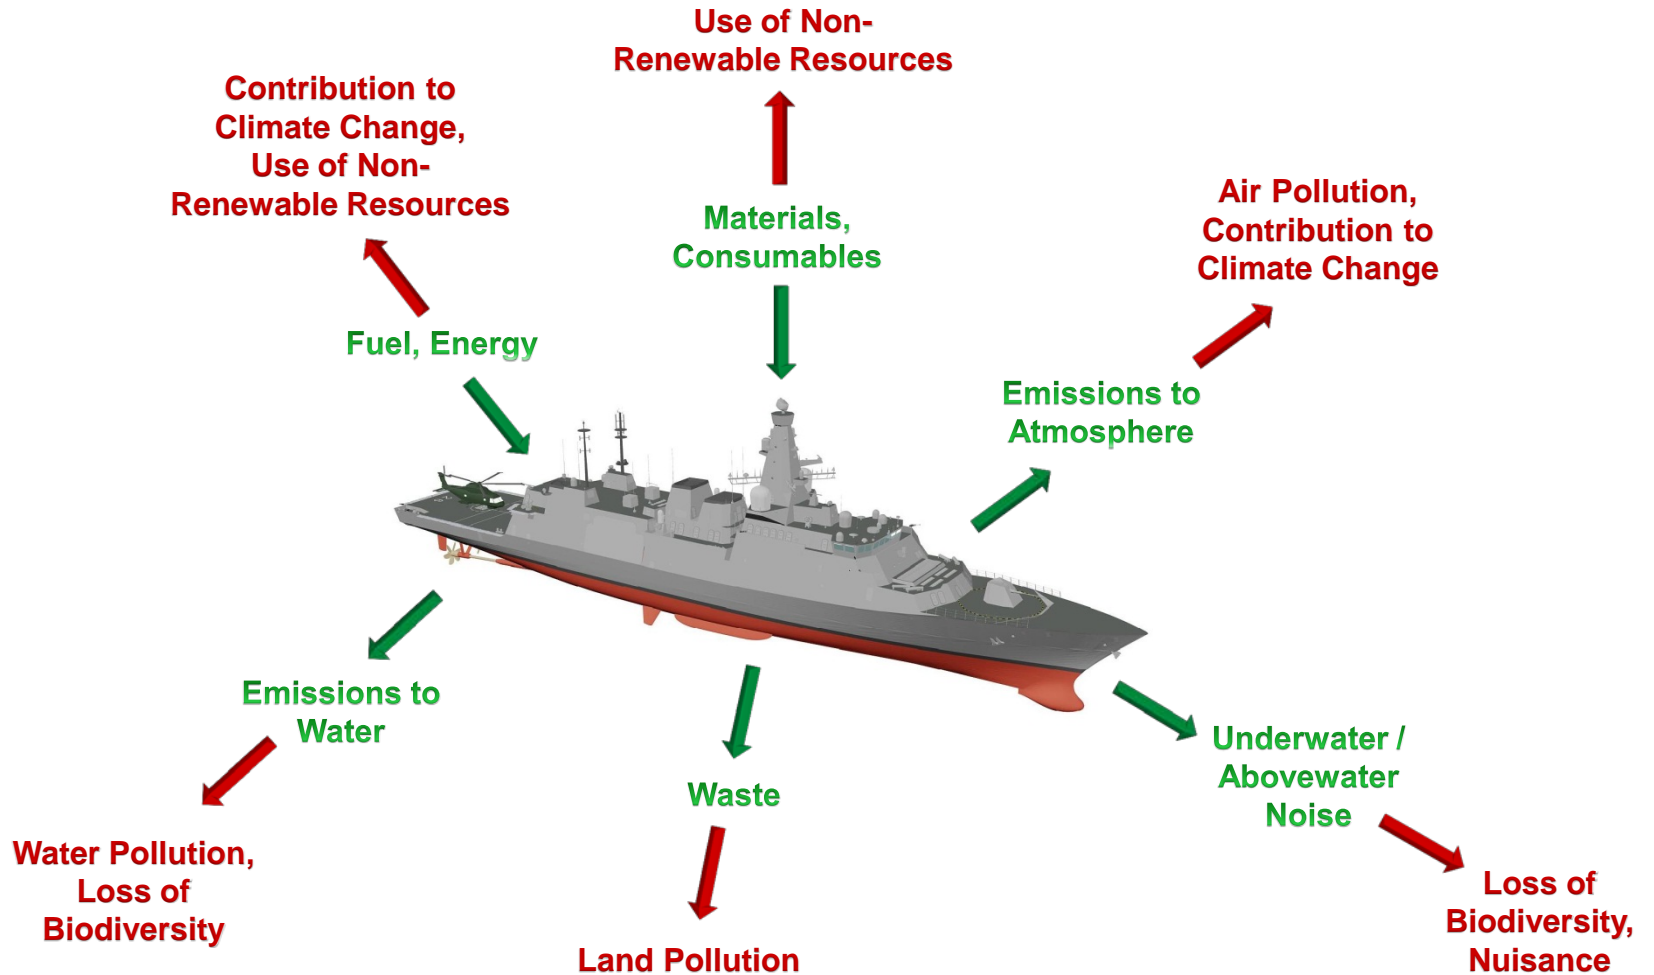 Use of Non-
Renewable Resources
Contribution to
Climate Change,
Use of Non-
Renewable Resources
Materials,
Consumables
Air Pollution,
Contribution to
Climate Change
Fuel, Energy
Emissions to
Atmosphere
Emissions to
Water
Underwater /
Abovewater
Noise
Waste
Water Pollution,
Loss of
Biodiversity
Land Pollution
Loss of
Biodiversity,
Nuisance